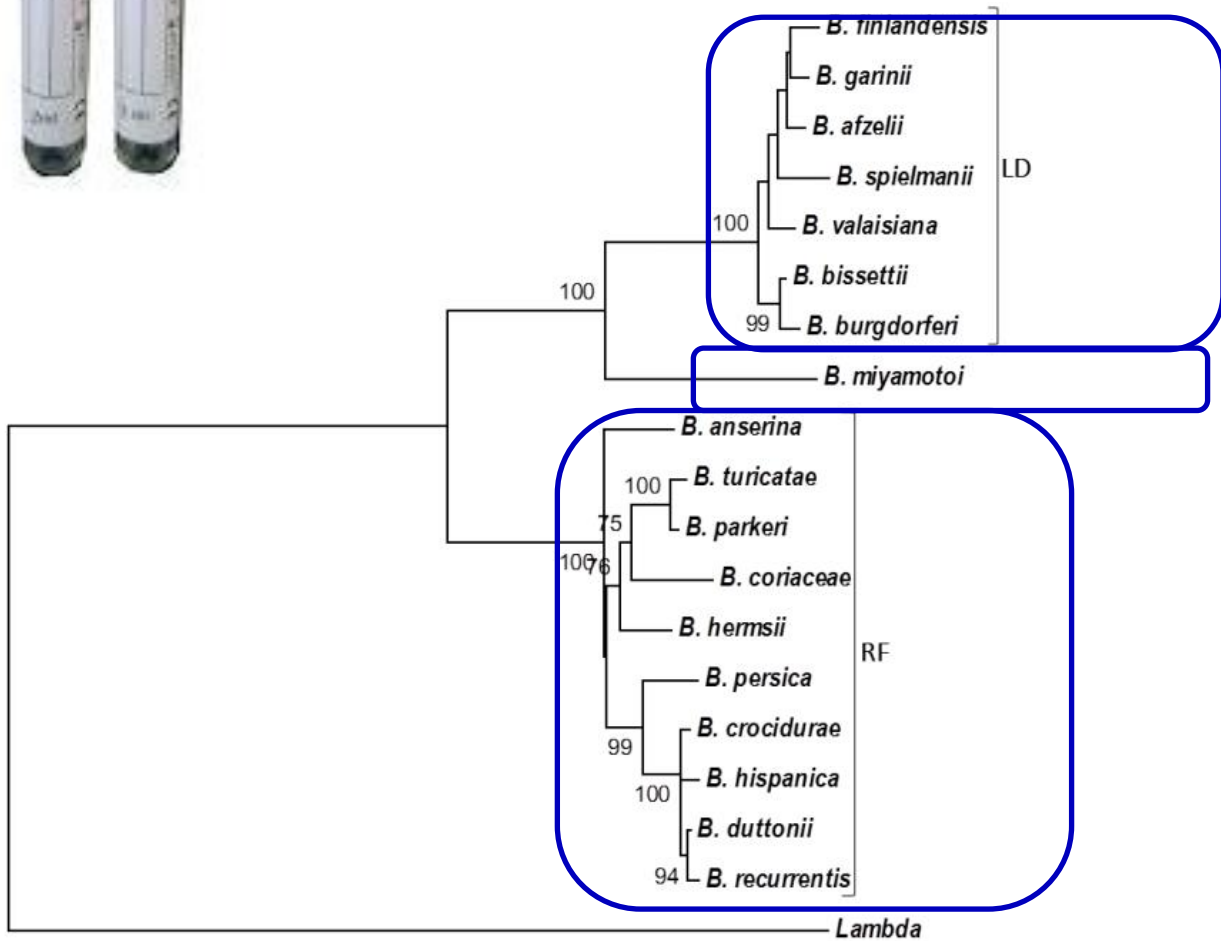 B. finlandensis
B. garinii
B. afzelii
B. spielmanii
LD
100
B. valaisiana
B. bissettii
100
99
B. burgdorferi
B. miyamotoi
B. anserina
B. turicatae
100
75
B. parkeri
100
76
B. coriaceae
B. hermsii
RF
B. persica
B. crocidurae
99
B. hispanica
100
B. duttonii
94
B. recurrentis
Lambda